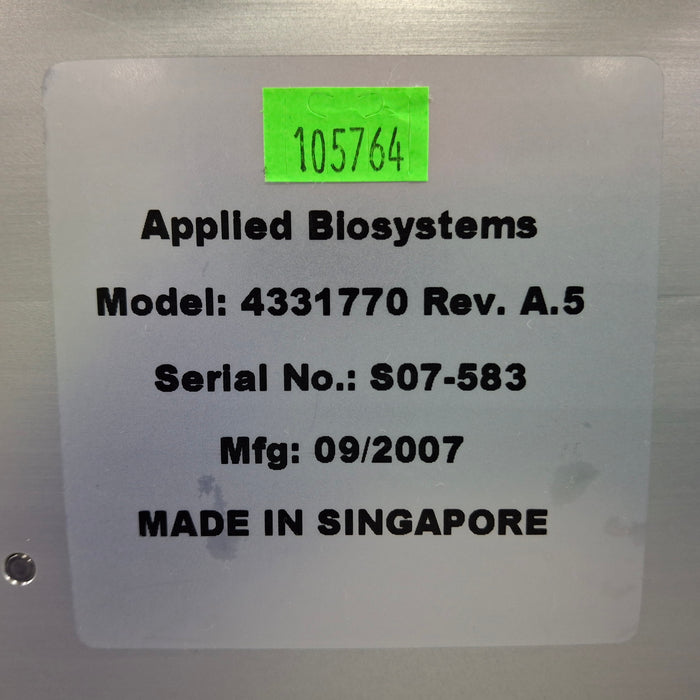 105764
Applied Biosystems
Model: 4331770 Rev. A.5
Serial No.: S07-583
Mfg: 09/2007
MADE IN SINGAPORE